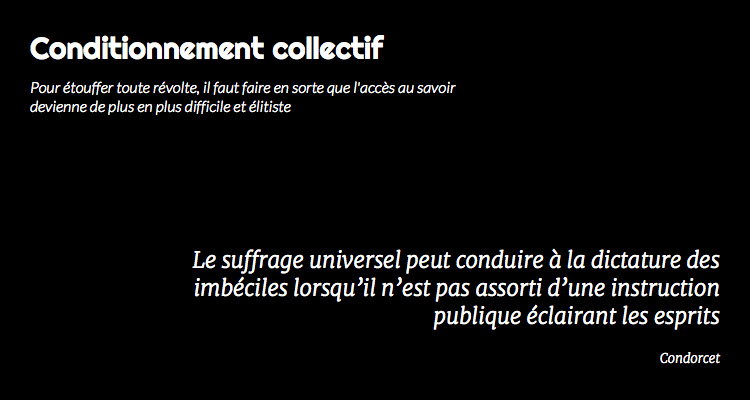 Conditionnement collectif
Pour étouffer toute révolte, il faut faire en sorte que l'accès au savoir
devienne de plus en plus difficile et élitiste
Le suffrage universel peut conduire à la dictature des
imbéciles lorsqu’il n’est pas assorti d’une instruction
publique éclairant les esprits
Condorcet